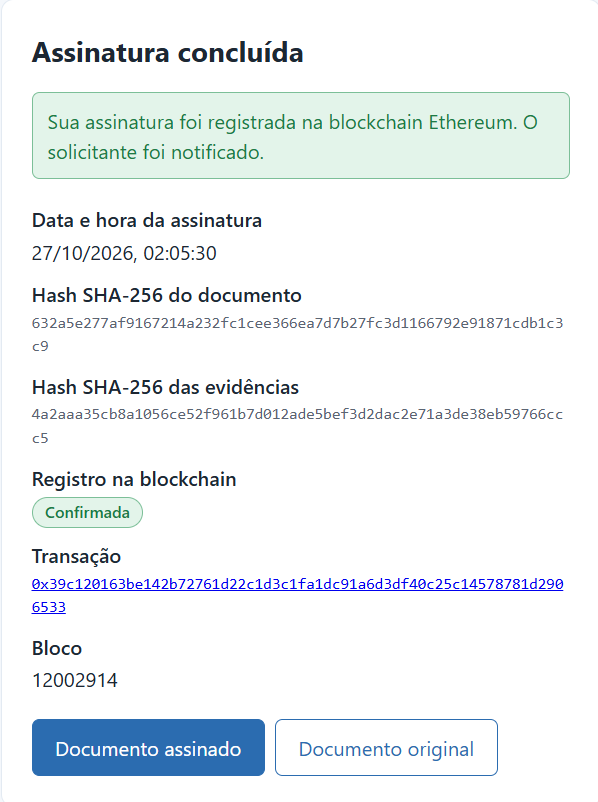 Assinatura concluída
Sua assinatura foi registrada na blockchain Ethereum. O
solicitante foi notificado.
Data e hora da assinatura
27/10/2026, 02:05:30
Hash SHA-256 do documento
632a5e277af9167214a232fc1cee366ea7d7b27fc3d1166792e91871cdb1c3
c9
Hash SHA-256 das evidências
4a2aaa35cb8a1056ce52f961b7d012ade5bef3d2dac2e71a3de38eb59766cc
c5
Registro na blockchain
Confirmada
Transação
0x39c120163be142b72761d22c1d3c1fa1dc91a6d3df40c25c14578781d290
6533
Bloco
12002914
Documento assinado
Documento original